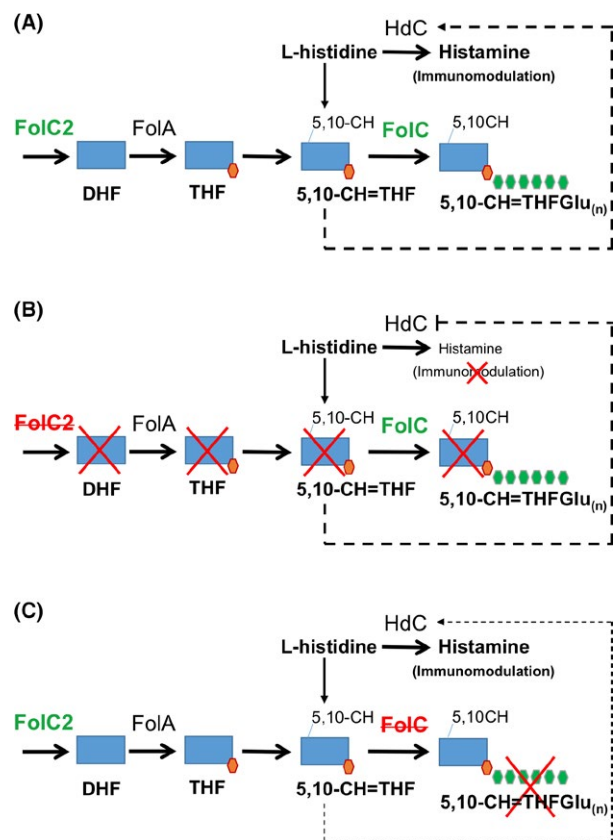 (A)
HdC
L-histidine
Histamine
(Immunomodulation)
FolC2
FolA
5,10-CH
FolC
5,10CH
DHF
THF
5,10-CH=THF
5,10-CH=THFGlu(n)
(B)
HdC
L-histidine
Histamine
(Immunomodulation)
FolC2
FolA
5,10-CH
FolC
5,10CH
DHF
THF
5,10-CH=THF
5,10-CH=THFGlu(n)
(C)
HdC
L-histidine
Histamine
(Immunomodulation)
FolC2
FolA
5,10-CH
FolC
5,10CH
DHF
THF
5,10-CH=THF
5,10-CH=THFGlu(n)